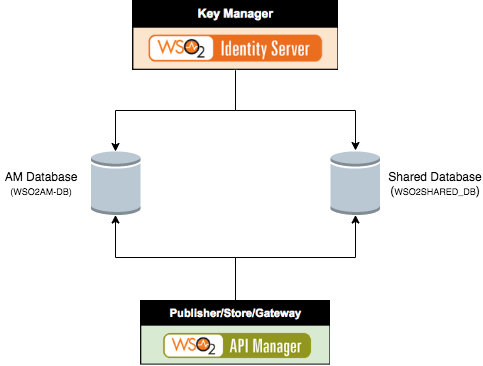 Key Manager
WSO2 Identity Server
AM Database
(WSO2AM-DB)
Shared Database
(WSO2SHARED_DB)
Publisher/Store/Gateway
WSO2 API Manager